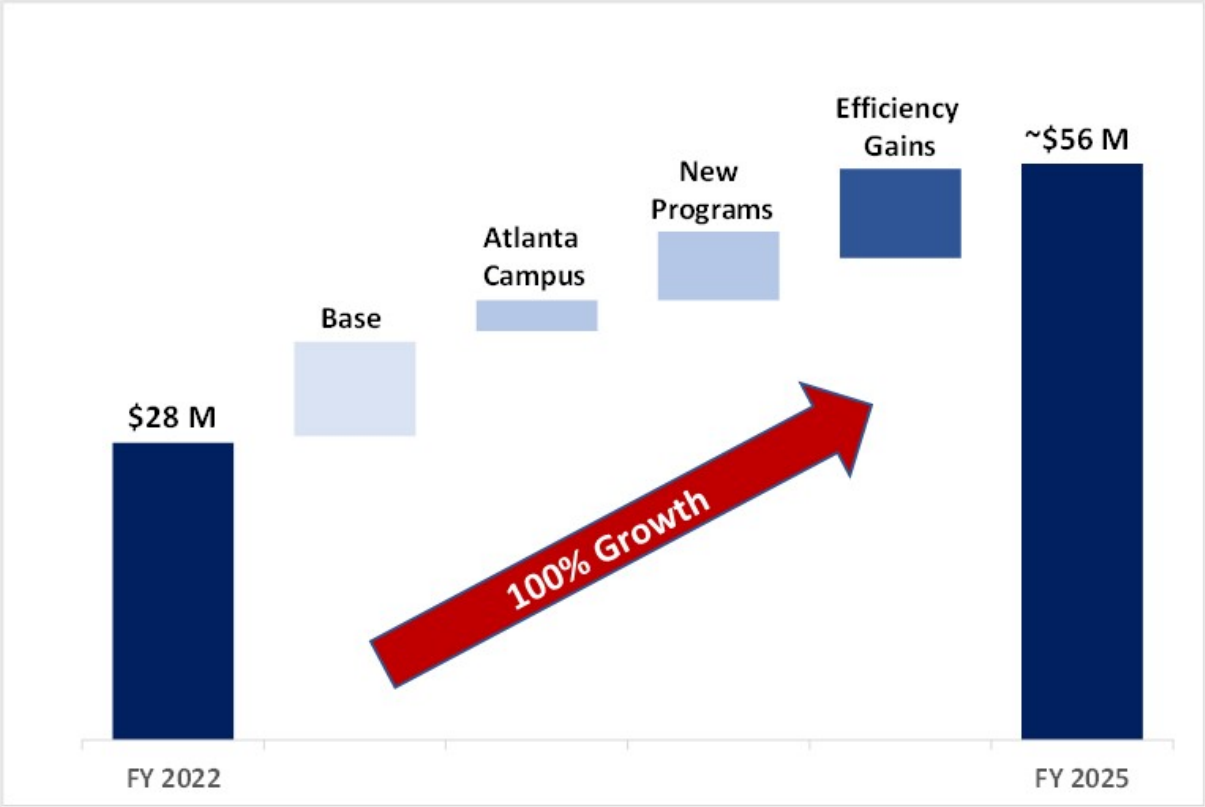 Efficiency
Gains
~$56 M
New
Programs
Atlanta
Campus
Base
$28 M
100% Growth
FY 2022
FY 2025